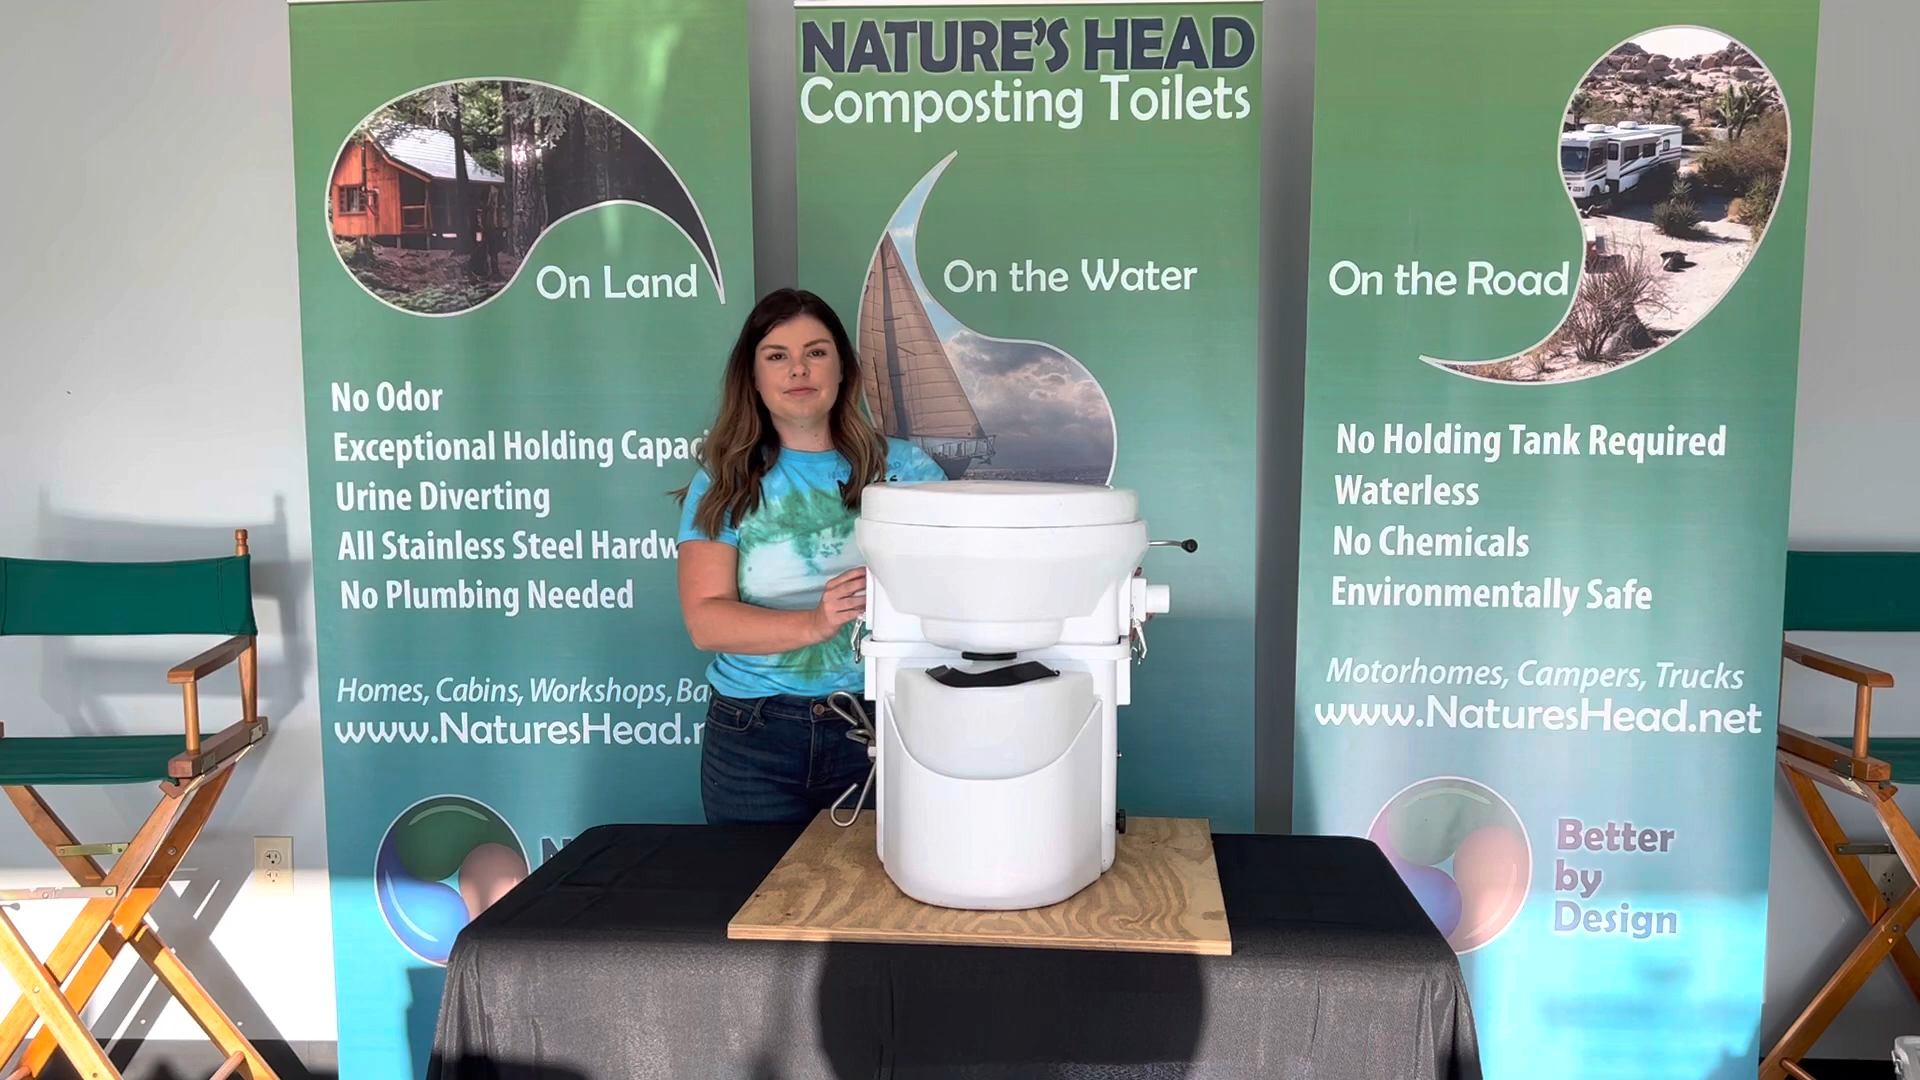 NATURE'S HEAD
Composting Toilets
On Land
No Odor
Exceptional Holding Capaci
Urine Diverting
All Stainless Steel Hardw
No Plumbing Needed
Homes, Cabins, Workshops, Ba
www.NaturesHead.n
On the Water
On the Road
No Holding Tank Required
Waterless
No Chemicals
Environmentally Safe
Motorhomes, Campers, Trucks
www.NaturesHead.net
Better
by
Design